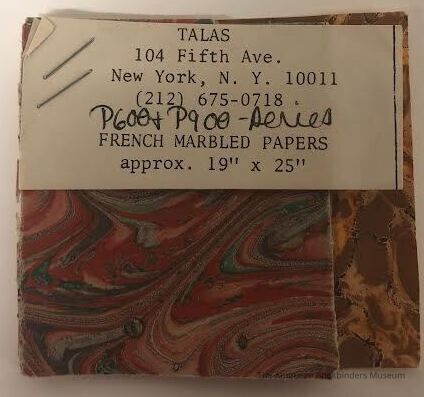 TALAS
104 Fifth Ave.
New York, N. Y. 10011
(212) 675-0718
P600+ P900-Series
FRENCH MARBLED PAPERS
approx. 19" x 25"
The American Bookbinders Museum